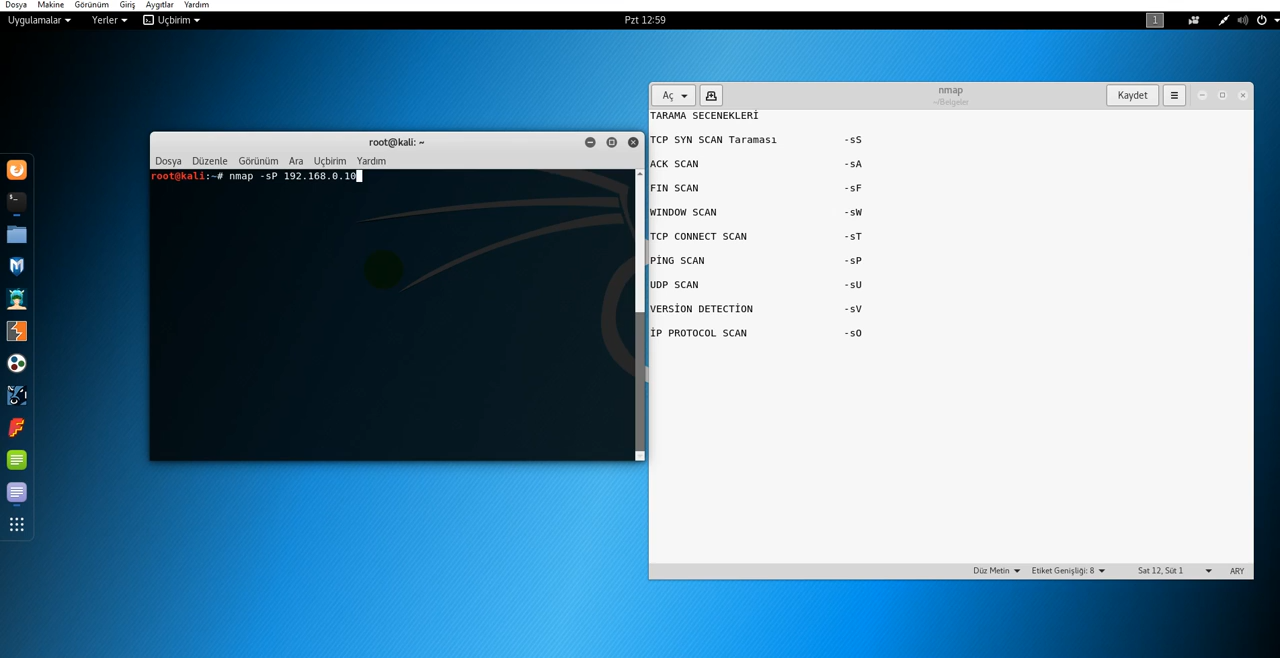 Dosya Makine Görünüm Giriş Aygıtlar Yardım
Uygulamalar Yerler Uçbirim Pzt 12:59 1
nmap
~/Belgeler
Aç Kaydet
TARAMA SECENEKLERİ
TCP SYN SCAN Taraması -sS
ACK SCAN -sA
FIN SCAN -sF
WINDOW SCAN -sW
TCP CONNECT SCAN -sT
PİNG SCAN -sP
UDP SCAN -sU
VERSİON DETECTİON -sV
İP PROTOCOL SCAN -sO
Düz Metin Etiket Genişliği: 8 Sat 12, Süt 1 ARY
root@kali: ~
Dosya Düzenle Görünüm Ara Uçbirim Yardım
root@kali:~# nmap -sP 192.168.0.10